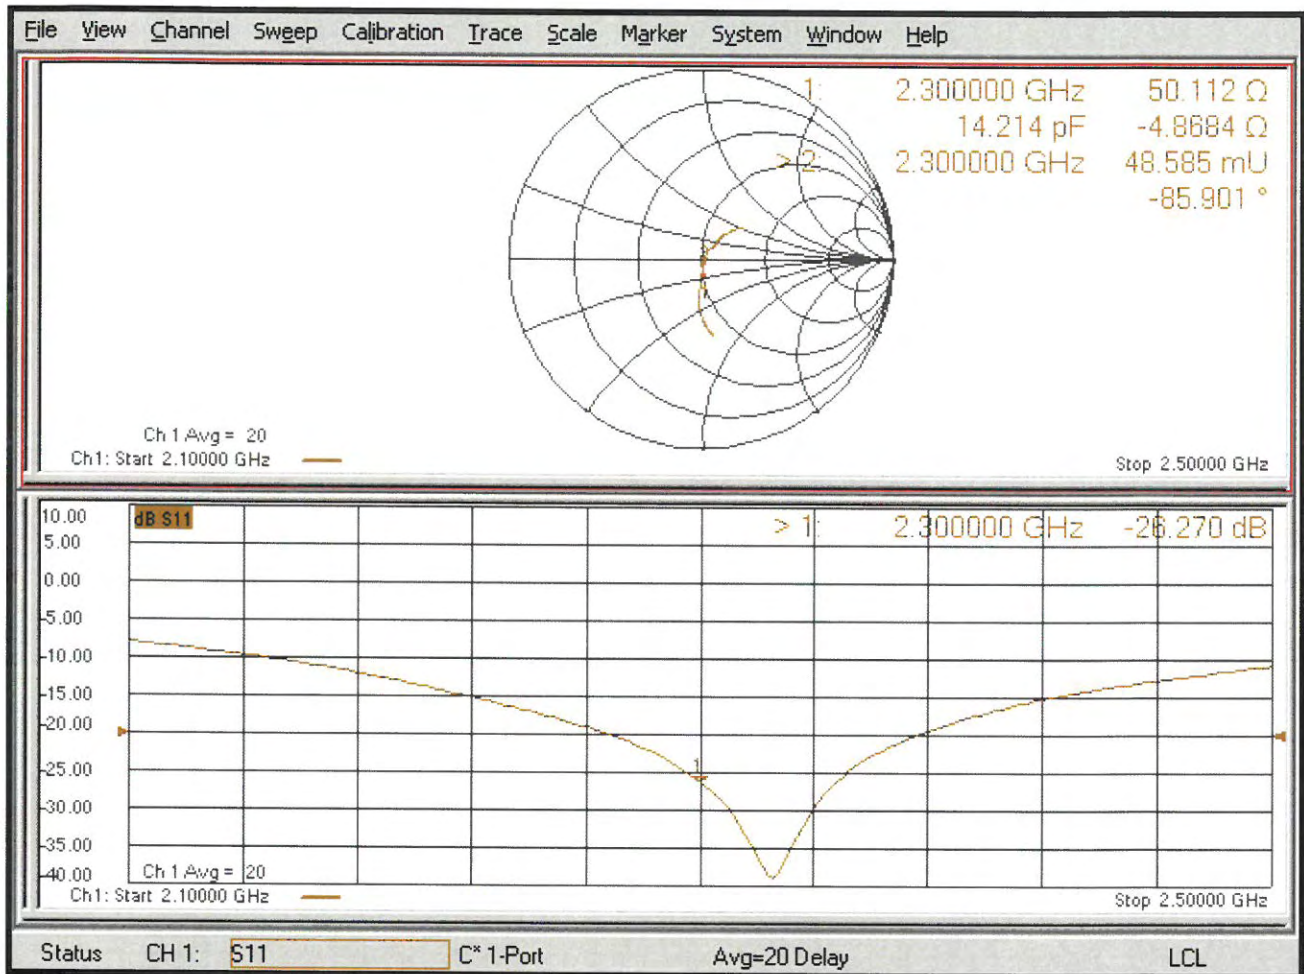 File View Channel Sweep Calibration Trace Scale Marker System Window Help
1: 2.300000 GHz 50.112 Ω
14.214 pF -4.8684 Ω
> 2: 2.300000 GHz 48.585 mU
-85.901 °
Ch 1 Avg = 20
Ch1: Start 2.10000 GHz
Stop 2.50000 GHz
10.00
dB S11
> 1: 2.300000 GHz -26.270 dB
5.00
0.00
-5.00
-10.00
-15.00
-20.00
-25.00
1
-30.00
-35.00
-40.00
Ch 1 Avg = 20
Ch1: Start 2.10000 GHz
Stop 2.50000 GHz
Status CH 1: S11 C* 1-Port Avg=20 Delay LCL